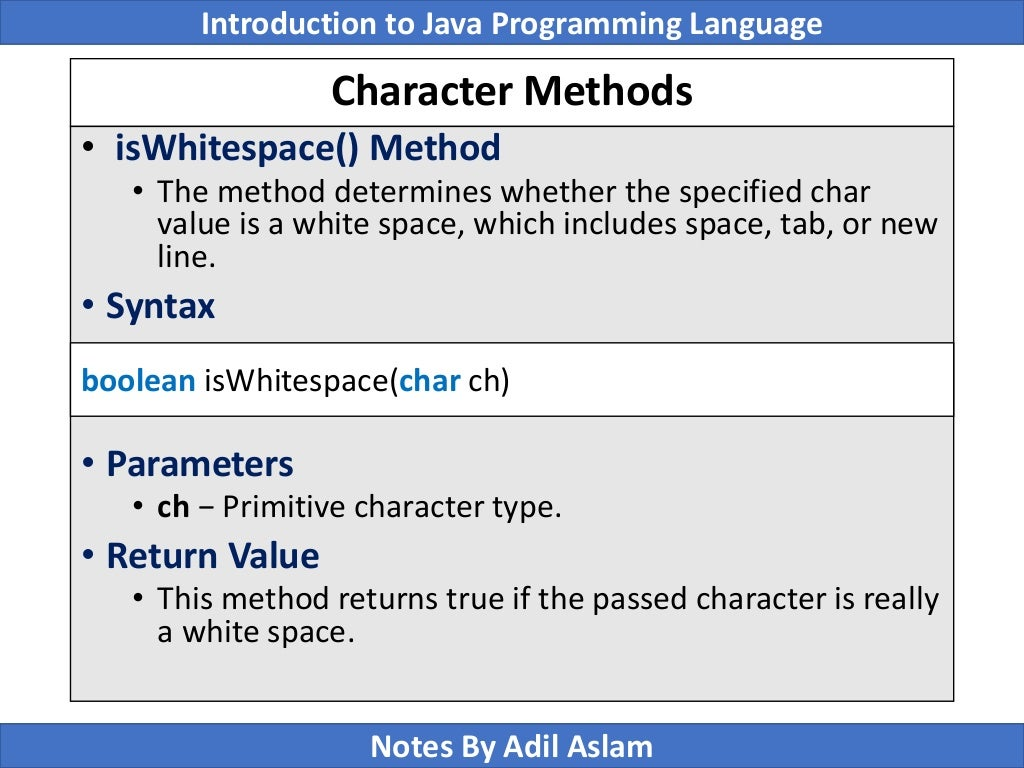 Introduction to Java Programming Language
Character Methods
• isWhitespace() Method
• The method determines whether the specified char
value is a white space, which includes space, tab, or new
line.
• Syntax
boolean isWhitespace(char ch)
• Parameters
• ch − Primitive character type.
• Return Value
• This method returns true if the passed character is really
a white space.
Notes By Adil Aslam